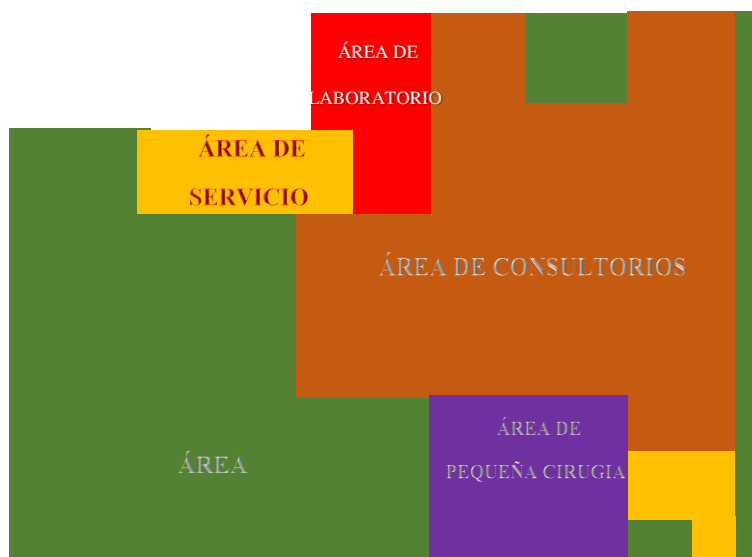 ÁREA DE
LABORATORIO
ÁREA DE
SERVICIO
ÁREA DE CONSULTORIOS
ÁREA DE
PEQUEÑA CIRUGIA
ÁREA